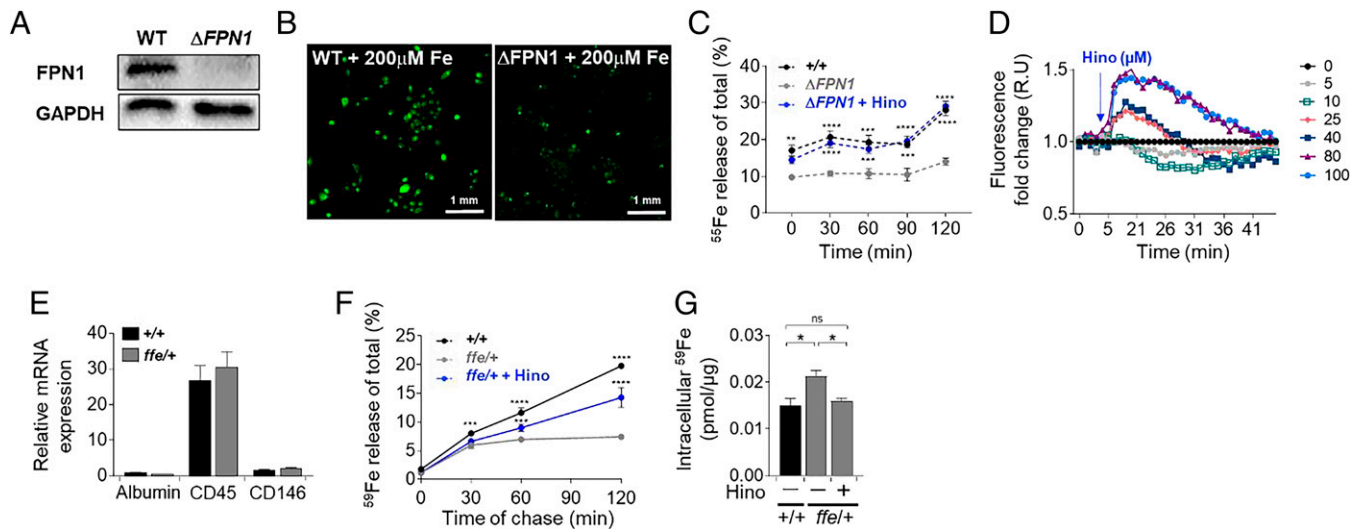 A
WT ΔFPN1
FPN1
GAPDH
B
WT + 200μM Fe
ΔFPN1 + 200μM Fe
1 mm
1 mm
C
⁵⁵Fe release of total (%)
40
30
20
10
0
+/+
ΔFPN1
ΔFPN1 + Hino
** **** *** **** ****
**** *** *** ****
0 30 60 90 120
Time (min)
D
Fluorescence
fold change (R.U)
Hino (μM)
1.5
1.0
0.5
0 5 21 26 31 36 41
Time (min)
0
5
10
25
40
80
100
E
Relative mRNA
expression
40
30
20
10
0
+/+
ffe/+
Albumin CD45 CD146
F
⁵⁹Fe release of total (%)
25
20
15
10
5
0
+/+
ffe/+
ffe/+ + Hino
*** **** ****
*** ****
0 30 60 120
Time of chase (min)
G
Intracellular ⁵⁹Fe
(pmol/μg)
0.03
0.02
0.01
0.00
ns
* *
Hino — — +
+/+ ffe/+